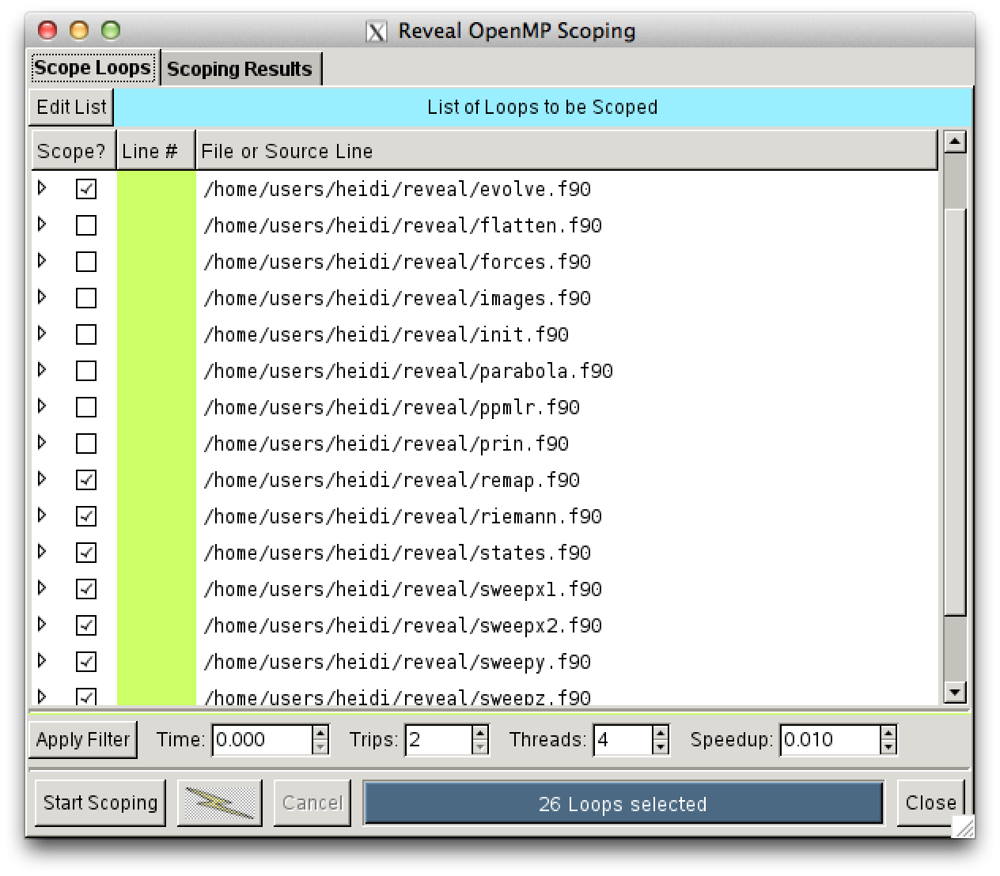 Reveal OpenMP Scoping
Scope Loops Scoping Results
Edit List List of Loops to be Scoped
Scope? Line # File or Source Line
/home/users/heidi/reveal/evolve.f90
/home/users/heidi/reveal/flatten.f90
/home/users/heidi/reveal/forces.f90
/home/users/heidi/reveal/images.f90
/home/users/heidi/reveal/init.f90
/home/users/heidi/reveal/parabola.f90
/home/users/heidi/reveal/ppmlr.f90
/home/users/heidi/reveal/prin.f90
/home/users/heidi/reveal/remap.f90
/home/users/heidi/reveal/riemann.f90
/home/users/heidi/reveal/states.f90
/home/users/heidi/reveal/sweepx1.f90
/home/users/heidi/reveal/sweepx2.f90
/home/users/heidi/reveal/sweepy.f90
/home/users/heidi/reveal/sweepz.f90
Apply Filter Time: 0.000 Trips: 2 Threads: 4 Speedup: 0.010
Start Scoping Cancel 26 Loops selected Close